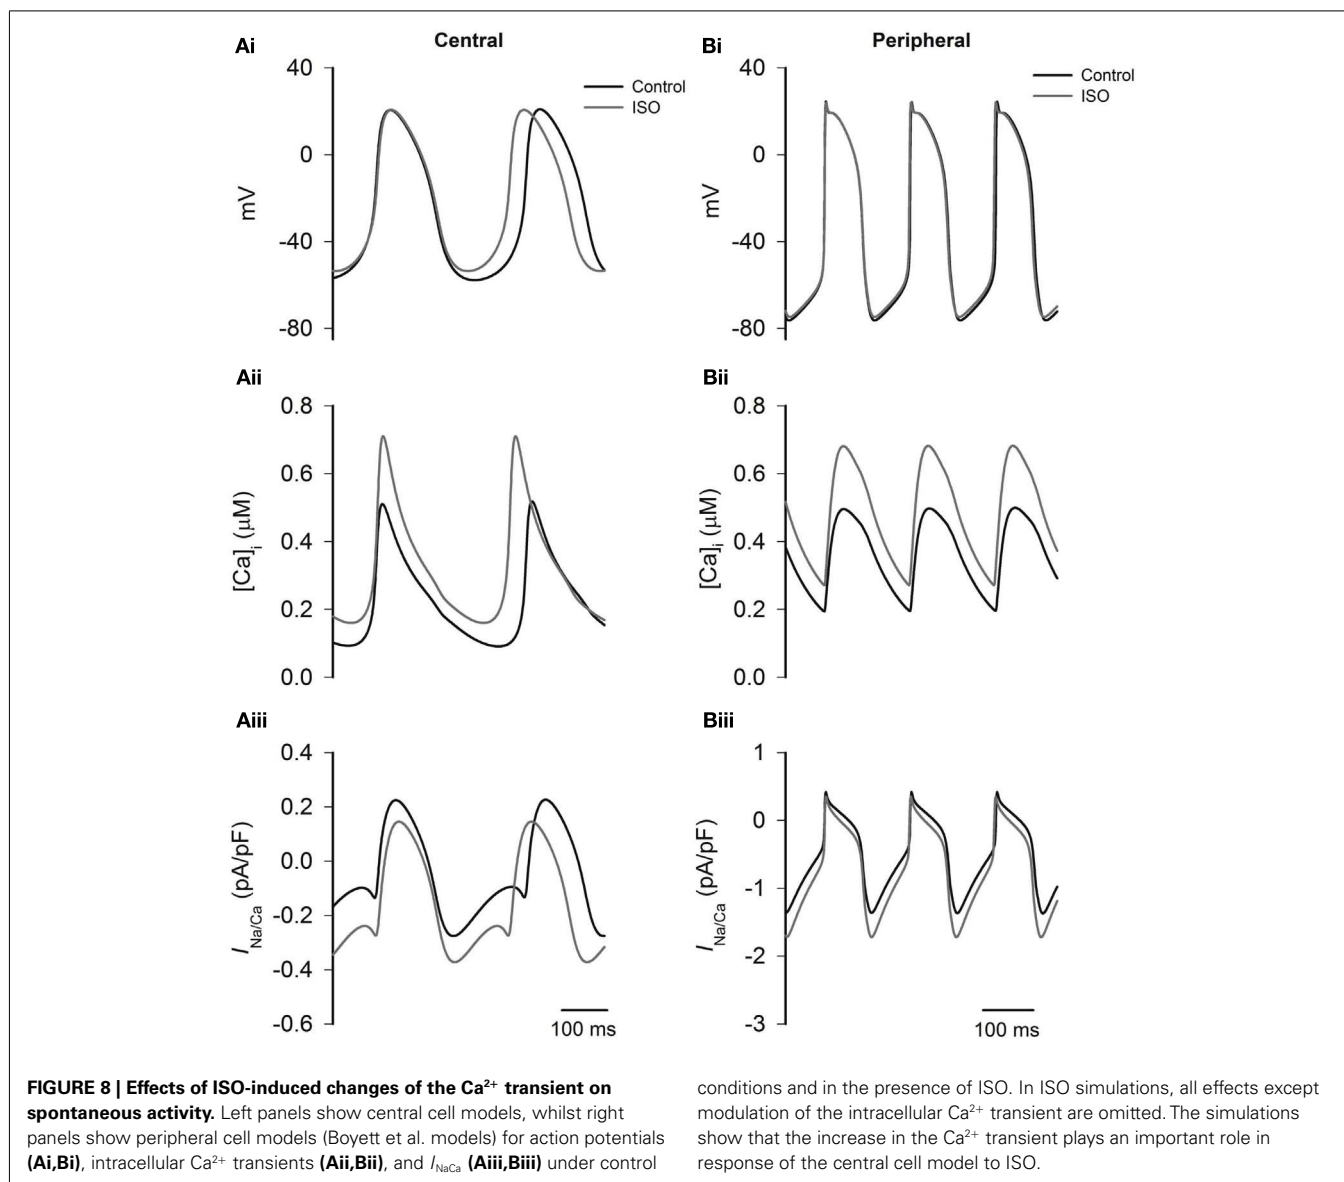 Ai
Central
40
0
-40
-80
mV
Control
ISO
Bi
Peripheral
40
0
-40
-80
mV
Control
ISO
Aii
0.8
0.6
0.4
0.2
0.0
[Ca]i (μM)
Bii
0.8
0.6
0.4
0.2
0.0
[Ca]i (μM)
Aiii
0.4
0.2
0.0
-0.2
-0.4
-0.6
I Na/Ca (pA/pF)
100 ms
Biii
1
0
-1
-2
-3
I Na/Ca (pA/pF)
100 ms
FIGURE 8 | Effects of ISO-induced changes of the Ca²⁺ transient on
spontaneous activity. Left panels show central cell models, whilst right
panels show peripheral cell models (Boyett et al. models) for action potentials
(Ai,Bi), intracellular Ca²⁺ transients (Aii,Bii), and INaCa (Aiii,Biii) under control
conditions and in the presence of ISO. In ISO simulations, all effects except
modulation of the intracellular Ca²⁺ transient are omitted. The simulations
show that the increase in the Ca²⁺ transient plays an important role in
response of the central cell model to ISO.